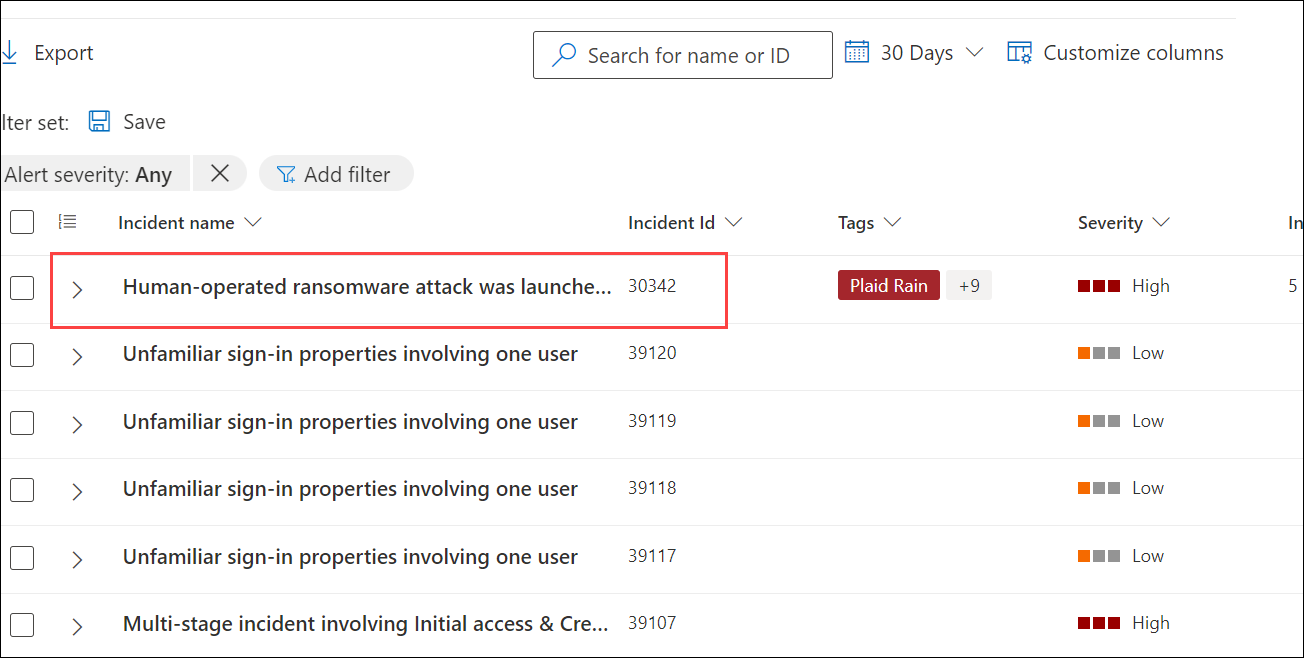 Export
Search for name or ID
30 Days
Customize columns
lter set:
Save
Alert severity: Any
Add filter
Incident name Incident Id Tags Severity In
Human-operated ransomware attack was launche... 30342 Plaid Rain +9 High 5
Unfamiliar sign-in properties involving one user 39120 Low
Unfamiliar sign-in properties involving one user 39119 Low
Unfamiliar sign-in properties involving one user 39118 Low
Unfamiliar sign-in properties involving one user 39117 Low
Multi-stage incident involving Initial access & Cre... 39107 High